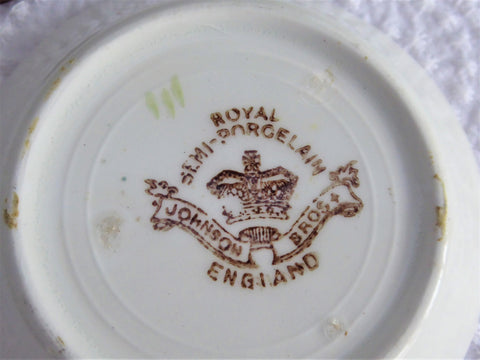 ROYAL
SEMI-PORCELAIN
JOHNSON BROS.
ENGLAND